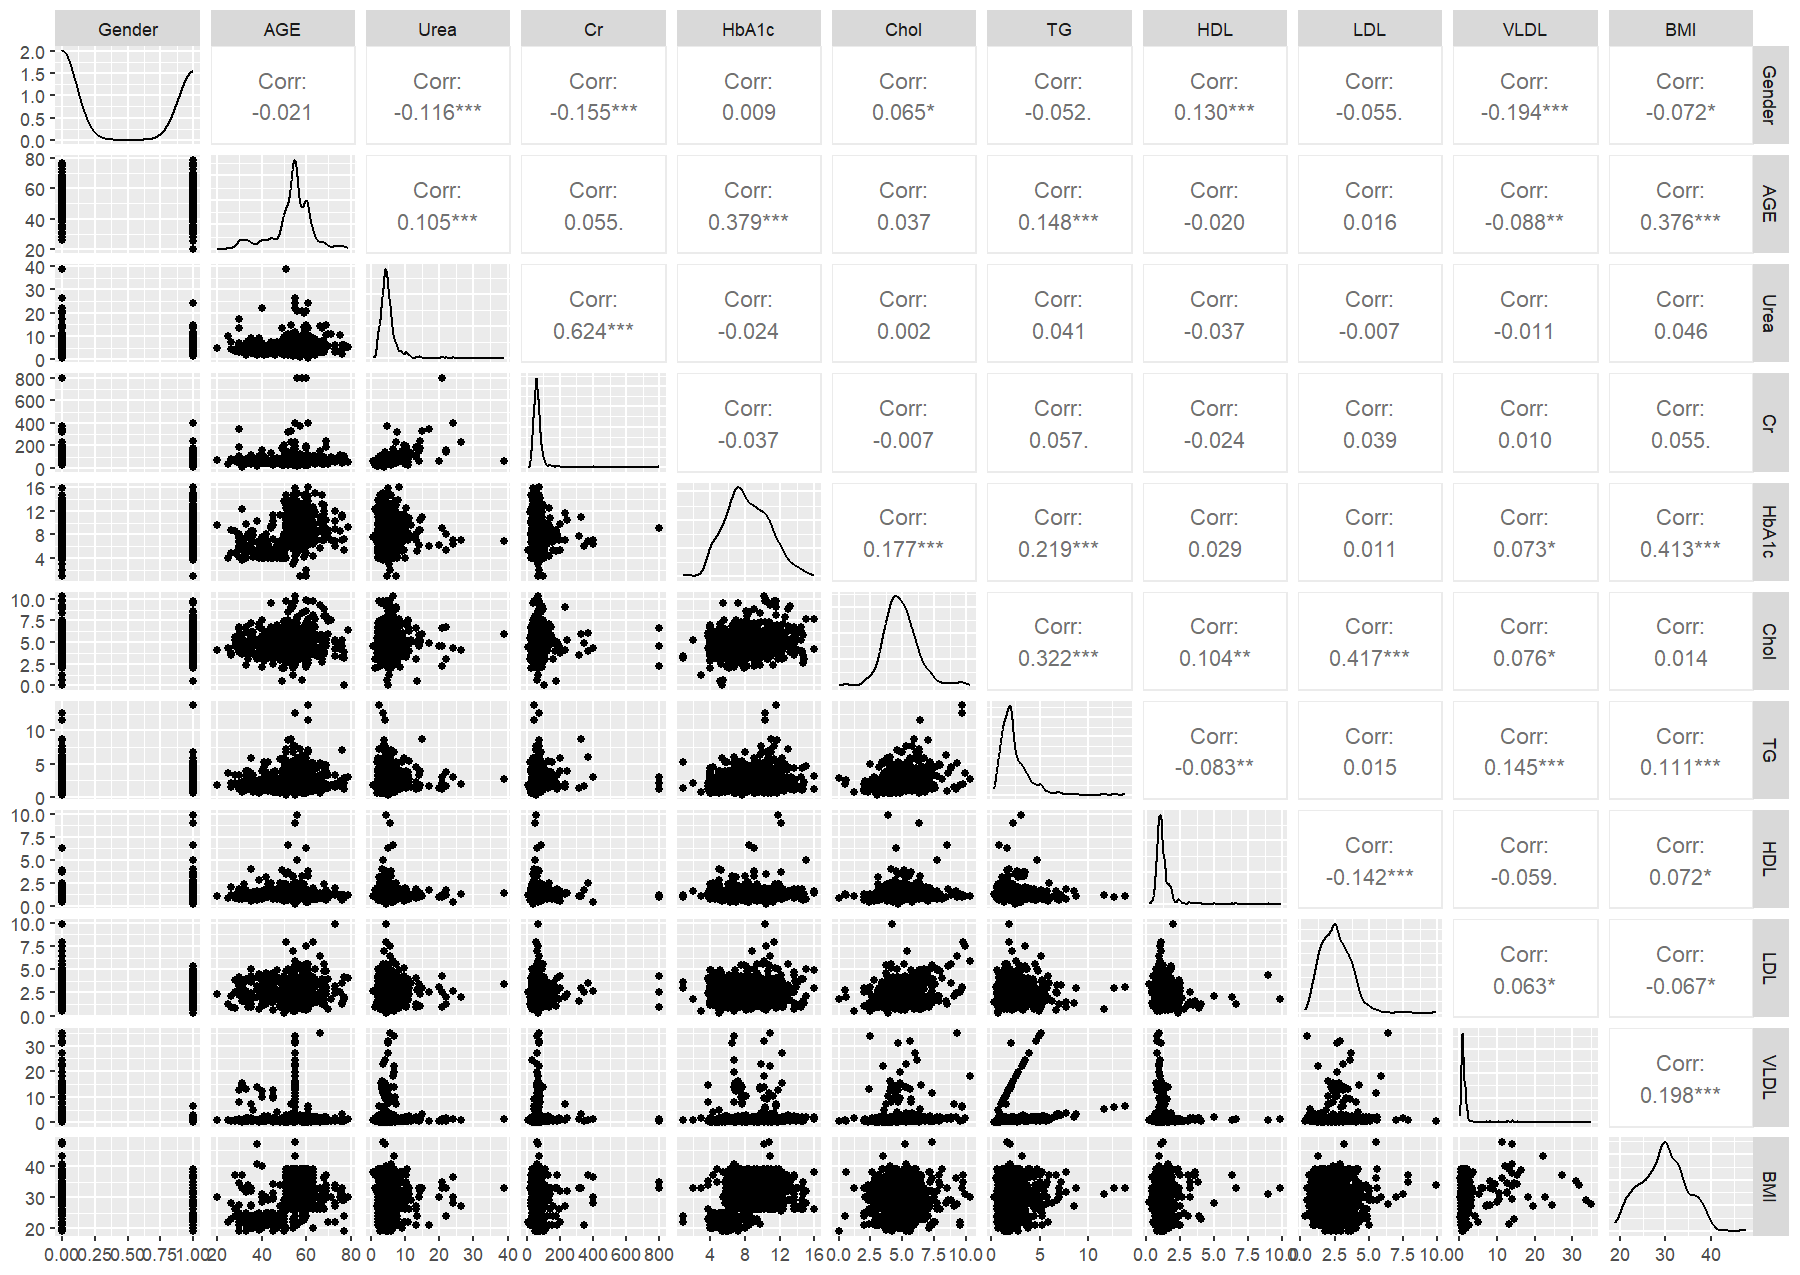 Gender AGE Urea Cr HbA1c Chol TG HDL LDL VLDL BMI
2.0
1.5
1.0
0.5
0.0
Corr: Corr: Corr: Corr: Corr: Corr: Corr: Corr: Corr: Corr:
-0.021 -0.116*** -0.155*** 0.009 0.065* -0.052. 0.130*** -0.055. -0.194*** -0.072*
Gender
80
60
40
20
Corr: Corr: Corr: Corr: Corr: Corr: Corr: Corr: Corr:
0.105*** 0.055. 0.379*** 0.037 0.148*** -0.020 0.016 -0.088** 0.376***
AGE
40
30
20
10
0
Corr: Corr: Corr: Corr: Corr: Corr: Corr: Corr:
0.624*** -0.024 0.002 0.041 -0.037 -0.007 -0.011 0.046
Urea
800
600
400
200
0
Corr: Corr: Corr: Corr: Corr: Corr: Corr:
-0.037 -0.007 0.057. -0.024 0.039 0.010 0.055.
Cr
16
12
8
4
Corr: Corr: Corr: Corr: Corr: Corr:
0.177*** 0.219*** 0.029 0.011 0.073* 0.413***
HbA1c
10.0
7.5
5.0
2.5
0.0
Corr: Corr: Corr: Corr: Corr:
0.322*** 0.104** 0.417*** 0.076* 0.014
Chol
10
5
0
Corr: Corr: Corr: Corr:
-0.083** 0.015 0.145*** 0.111***
TG
10.0
7.5
5.0
2.5
0.0
Corr: Corr: Corr:
-0.142*** -0.059. 0.072*
HDL
10.0
7.5
5.0
2.5
0.0
Corr: Corr:
0.063* -0.067*
LDL
30
20
10
0
Corr:
0.198***
VLDL
40
30
20
BMI
0.00 0.25 0.50 0.75 1.00 20 40 60 80 0 10 20 30 40 0 200 400 600 800 4 8 12 16 0.0 2.5 5.0 7.5 10.0 0 5 10 0.0 2.5 5.0 7.5 10.0 0.0 2.5 5.0 7.5 10.0 0 10 20 30 20 30 40